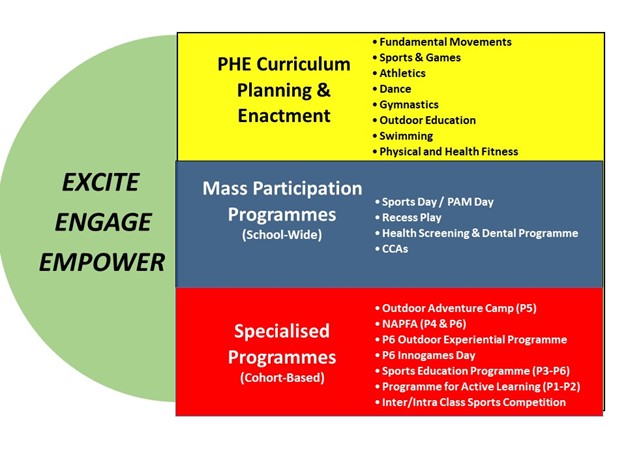 EXCITE
ENGAGE
EMPOWER
PHE Curriculum
Planning &
Enactment
• Fundamental Movements
• Sports & Games
• Athletics
• Dance
• Gymnastics
• Outdoor Education
• Swimming
• Physical and Health Fitness
Mass Participation
Programmes
(School-Wide)
• Sports Day / PAM Day
• Recess Play
• Health Screening & Dental Programme
• CCAs
Specialised
Programmes
(Cohort-Based)
• Outdoor Adventure Camp (P5)
• NAPFA (P4 & P6)
• P6 Outdoor Experiential Programme
• P6 Innogames Day
• Sports Education Programme (P3-P6)
• Programme for Active Learning (P1-P2)
• Inter/Intra Class Sports Competition